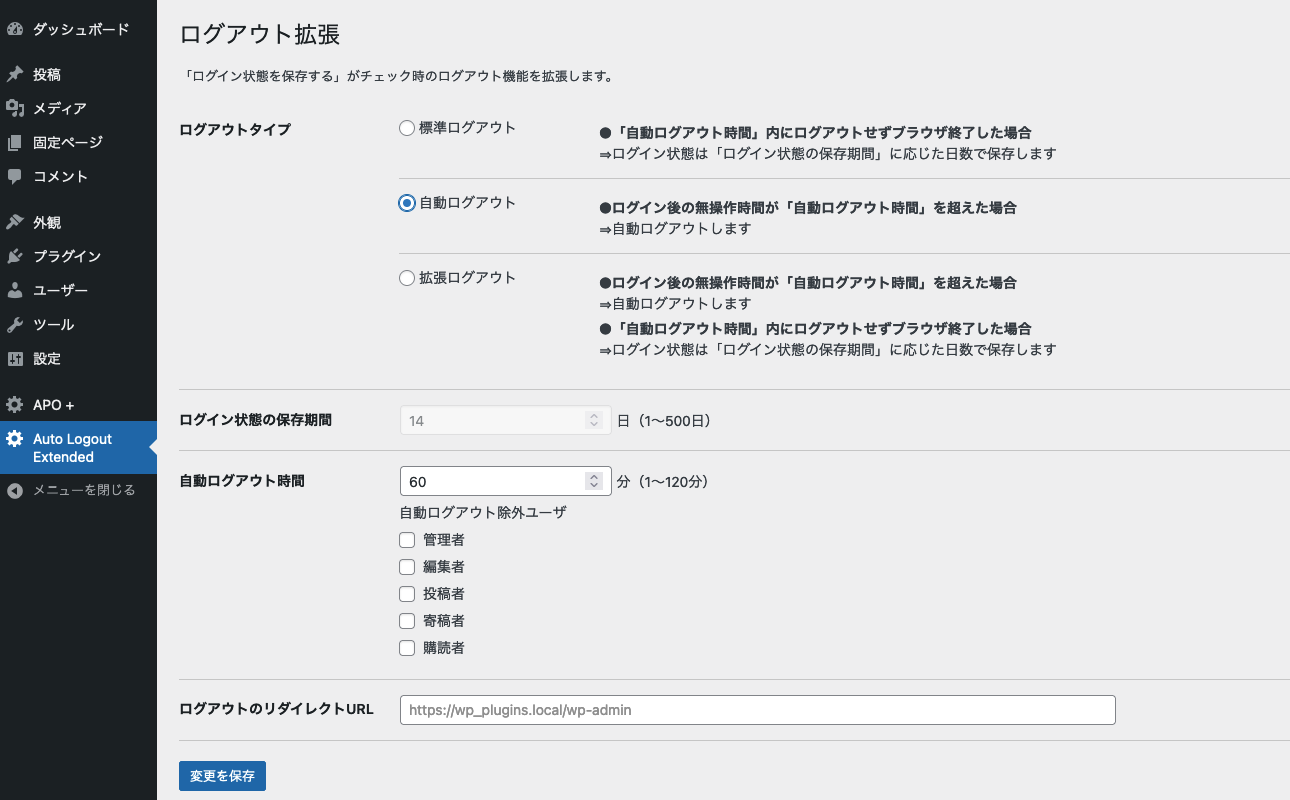 ダッシュボード
投稿
メディア
固定ページ
コメント
外観
プラグイン
ユーザー
ツール
設定
APO +
Auto Logout
Extended
メニューを閉じる
ログアウト拡張
「ログイン状態を保存する」がチェック時のログアウト機能を拡張します。
ログアウトタイプ
標準ログアウト
●「自動ログアウト時間」内にログアウトせずブラウザ終了した場合
⇒ログイン状態は「ログイン状態の保存期間」に応じた日数で保存します
自動ログアウト
●ログイン後の無操作時間が「自動ログアウト時間」を超えた場合
⇒自動ログアウトします
拡張ログアウト
●ログイン後の無操作時間が「自動ログアウト時間」を超えた場合
⇒自動ログアウトします
●「自動ログアウト時間」内にログアウトせずブラウザ終了した場合
⇒ログイン状態は「ログイン状態の保存期間」に応じた日数で保存します
ログイン状態の保存期間 14 日（1〜500日）
自動ログアウト時間 60 分（1〜120分）
自動ログアウト除外ユーザ
管理者
編集者
投稿者
寄稿者
購読者
ログアウトのリダイレクトURL https://wp_plugins.local/wp-admin
変更を保存